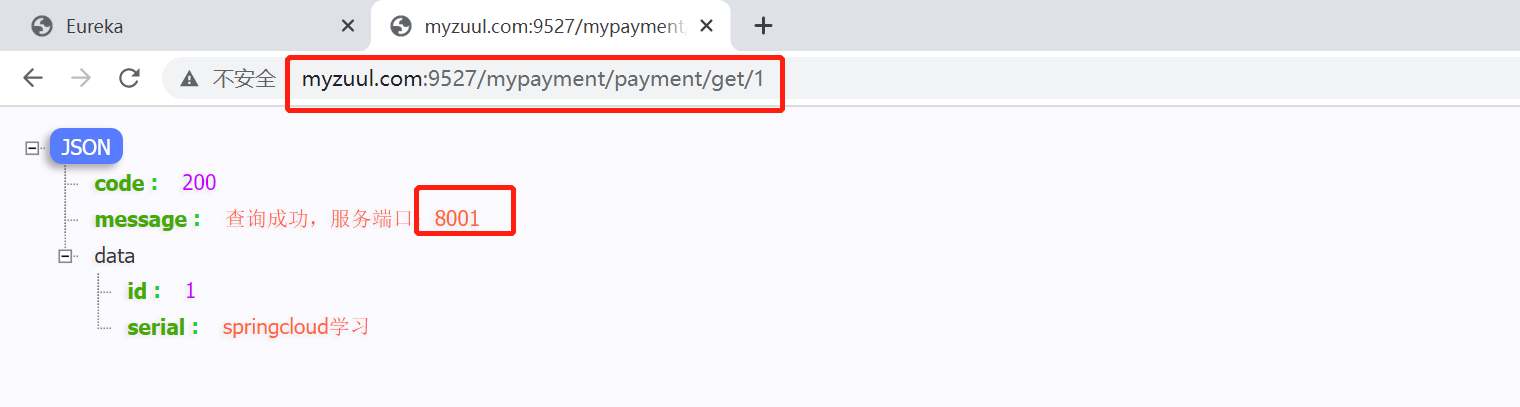 Eureka
myzuul.com:9527/mypayment
不安全 myzuul.com:9527/mypayment/payment/get/1
JSON
code : 200
message : 查询成功，服务端口 8001
data
id : 1
serial : springcloud学习